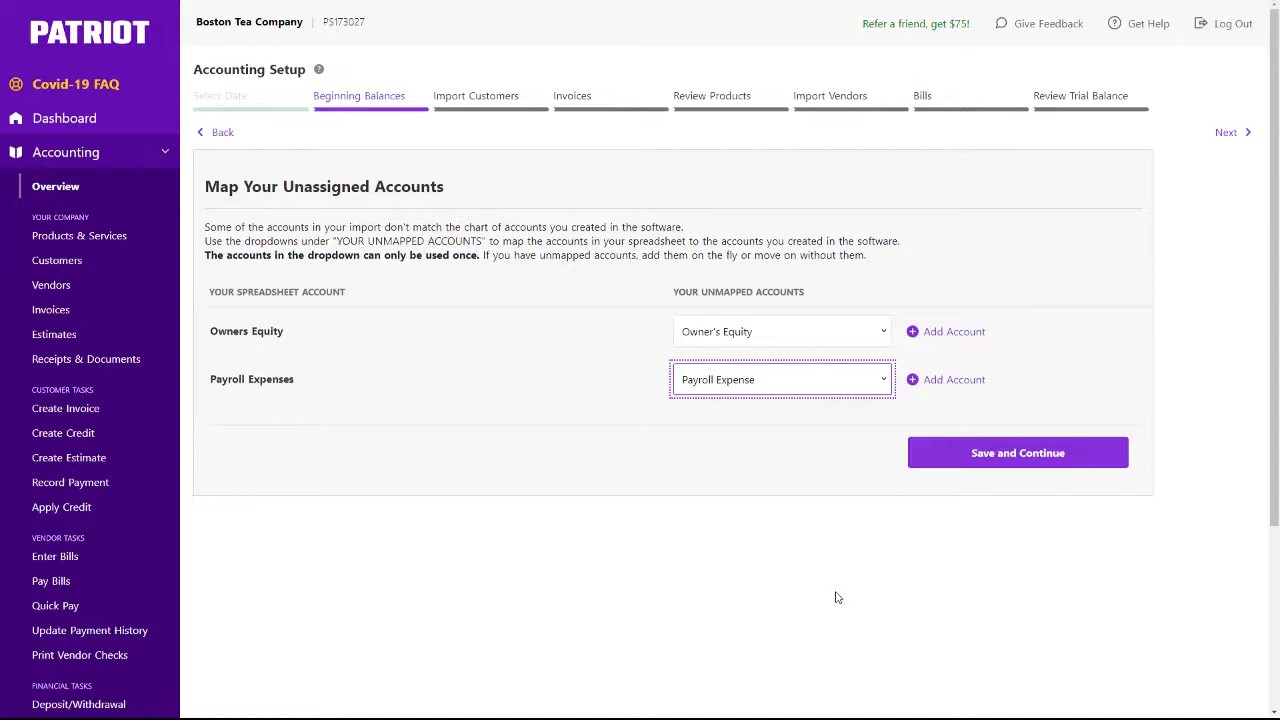 PATRIOT
Covid-19 FAQ
Dashboard
Accounting
Overview
YOUR COMPANY
Products & Services
Customers
Vendors
Invoices
Estimates
Receipts & Documents
CUSTOMER TASKS
Create Invoice
Create Credit
Create Estimate
Record Payment
Apply Credit
VENDOR TASKS
Enter Bills
Pay Bills
Quick Pay
Update Payment History
Print Vendor Checks
FINANCIAL TASKS
Deposit/Withdrawal
Boston Tea Company | PS173027
Refer a friend, get $75! Give Feedback Get Help Log Out
Accounting Setup ?
Select Date Beginning Balances Import Customers Invoices Review Products Import Vendors Bills Review Trial Balance
Back Next
Map Your Unassigned Accounts
Some of the accounts in your import don't match the chart of accounts you created in the software.
Use the dropdowns under "YOUR UNMAPPED ACCOUNTS" to map the accounts in your spreadsheet to the accounts you created in the software.
The accounts in the dropdown can only be used once. If you have unmapped accounts, add them on the fly or move on without them.
YOUR SPREADSHEET ACCOUNT YOUR UNMAPPED ACCOUNTS
Owners Equity Owner's Equity Add Account
Payroll Expenses Payroll Expense Add Account
Save and Continue